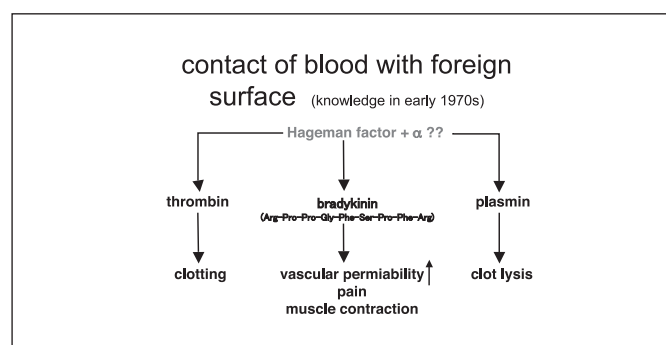 contact of blood with foreign
surface (knowledge in early 1970s)
Hageman factor + α ??
thrombin
bradykinin
plasmin
(Arg-Pro-Pro-Gly-Phe-Ser-Pro-Phe-Arg)
clotting
vascular permiability
clot lysis
pain
muscle contraction